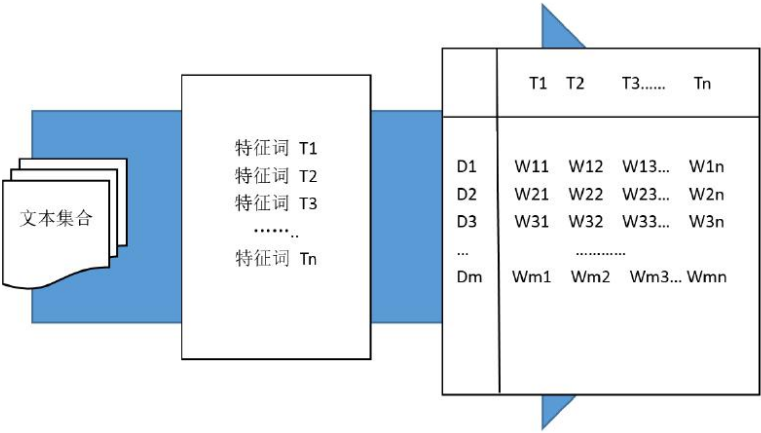 文本集合
特征词 T1
特征词 T2
特征词 T3
……..
特征词 Tn
T1 T2 T3...... Tn
D1 W11 W12 W13... W1n
D2 W21 W22 W23... W2n
D3 W31 W32 W33... W3n
... ............
Dm Wm1 Wm2 Wm3... Wmn